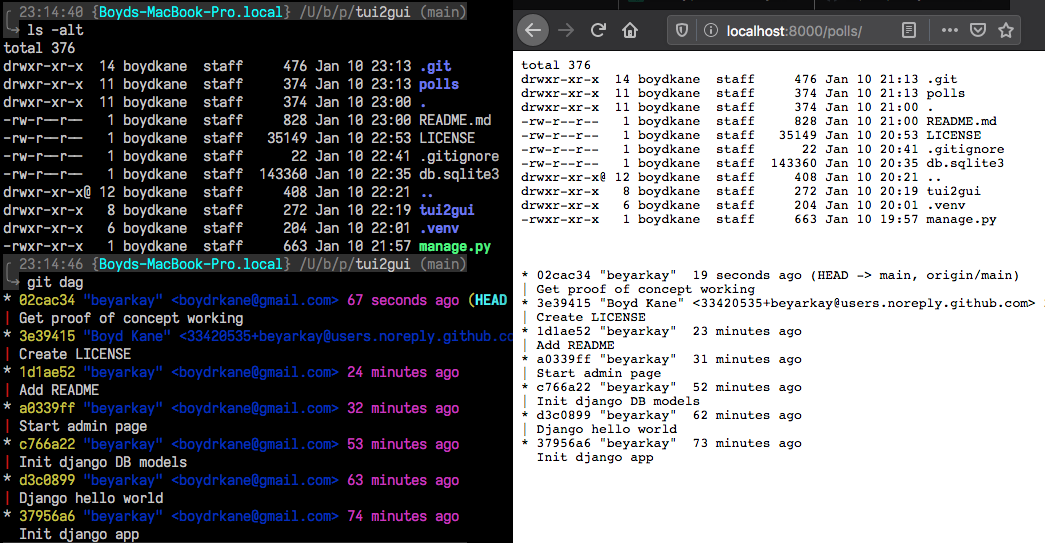 23:14:40 {Boyds-MacBook-Pro.local} /U/b/p/tui2gui (main)
ls -alt
total 376
drwxr-xr-x  14 boydkane  staff     476 Jan 10 23:13 .git
drwxr-xr-x  11 boydkane  staff     374 Jan 10 23:13 polls
drwxr-xr-x  11 boydkane  staff     374 Jan 10 23:00 .
-rw-r--r--   1 boydkane  staff     828 Jan 10 23:00 README.md
-rw-r--r--   1 boydkane  staff   35149 Jan 10 22:53 LICENSE
-rw-r--r--   1 boydkane  staff      22 Jan 10 22:41 .gitignore
-rw-r--r--   1 boydkane  staff  143360 Jan 10 22:35 db.sqlite3
drwxr-xr-x@ 12 boydkane  staff     408 Jan 10 22:21 ..
drwxr-xr-x   8 boydkane  staff     272 Jan 10 22:19 tui2gui
drwxr-xr-x   6 boydkane  staff     204 Jan 10 22:01 .venv
-rwxr-xr-x   1 boydkane  staff     663 Jan 10 21:57 manage.py
23:14:46 {Boyds-MacBook-Pro.local} /U/b/p/tui2gui (main)
git dag
* 02cac34 "beyarkay" <boydrkane@gmail.com> 67 seconds ago (HEAD
| Get proof of concept working
* 3e39415 "Boyd Kane" <33420535+beyarkay@users.noreply.github.co
| Create LICENSE
* 1d1ae52 "beyarkay" <boydrkane@gmail.com> 24 minutes ago
| Add README
* a0339ff "beyarkay" <boydrkane@gmail.com> 32 minutes ago
| Start admin page
* c766a22 "beyarkay" <boydrkane@gmail.com> 53 minutes ago
| Init django DB models
* d3c0899 "beyarkay" <boydrkane@gmail.com> 63 minutes ago
| Django hello world
* 37956a6 "beyarkay" <boydrkane@gmail.com> 74 minutes ago
  Init django app
localhost:8000/polls/
total 376
drwxr-xr-x  14 boydkane  staff     476 Jan 10 21:13 .git
drwxr-xr-x  11 boydkane  staff     374 Jan 10 21:13 polls
drwxr-xr-x  11 boydkane  staff     374 Jan 10 21:00 .
-rw-r--r--   1 boydkane  staff     828 Jan 10 21:00 README.md
-rw-r--r--   1 boydkane  staff   35149 Jan 10 20:53 LICENSE
-rw-r--r--   1 boydkane  staff      22 Jan 10 20:41 .gitignore
-rw-r--r--   1 boydkane  staff  143360 Jan 10 20:35 db.sqlite3
drwxr-xr-x@ 12 boydkane  staff     408 Jan 10 20:21 ..
drwxr-xr-x   8 boydkane  staff     272 Jan 10 20:19 tui2gui
drwxr-xr-x   6 boydkane  staff     204 Jan 10 20:01 .venv
-rwxr-xr-x   1 boydkane  staff     663 Jan 10 19:57 manage.py
* 02cac34 "beyarkay"  19 seconds ago (HEAD -> main, origin/main)
| Get proof of concept working
* 3e39415 "Boyd Kane" <33420535+beyarkay@users.noreply.github.com>
| Create LICENSE
* 1d1ae52 "beyarkay"  23 minutes ago
| Add README
* a0339ff "beyarkay"  31 minutes ago
| Start admin page
* c766a22 "beyarkay"  52 minutes ago
| Init django DB models
* d3c0899 "beyarkay"  62 minutes ago
| Django hello world
* 37956a6 "beyarkay"  73 minutes ago
  Init django app